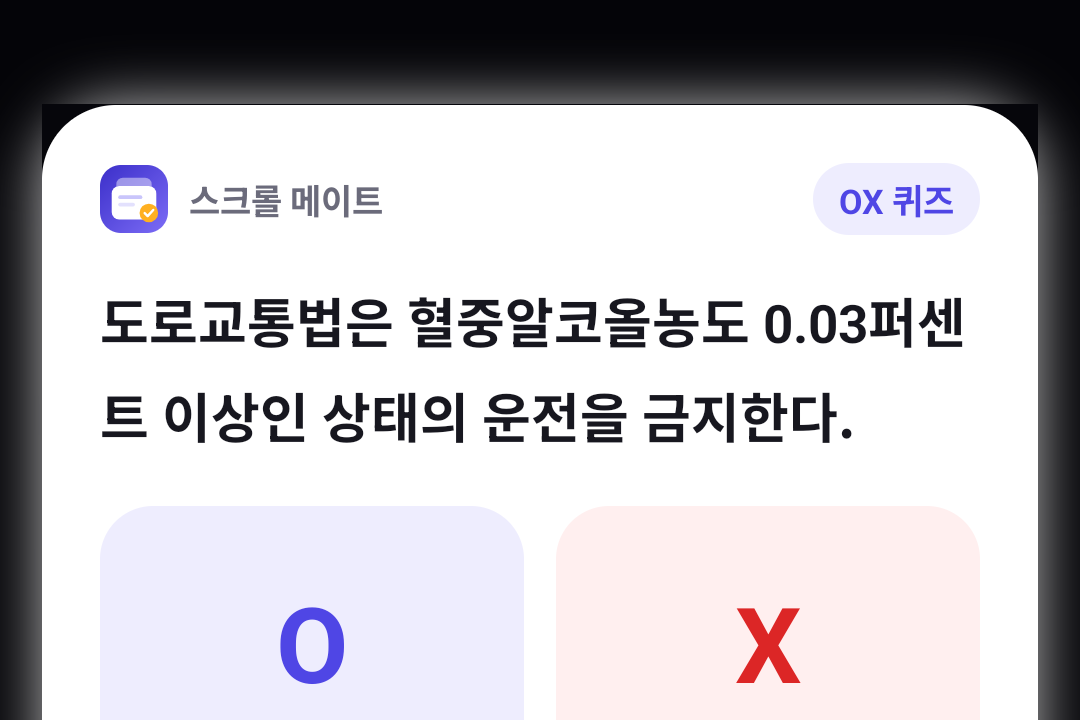 스크롤 메이트
OX 퀴즈
도로교통법은 혈중알코올농도 0.03퍼센
트 이상인 상태의 운전을 금지한다.
O
X